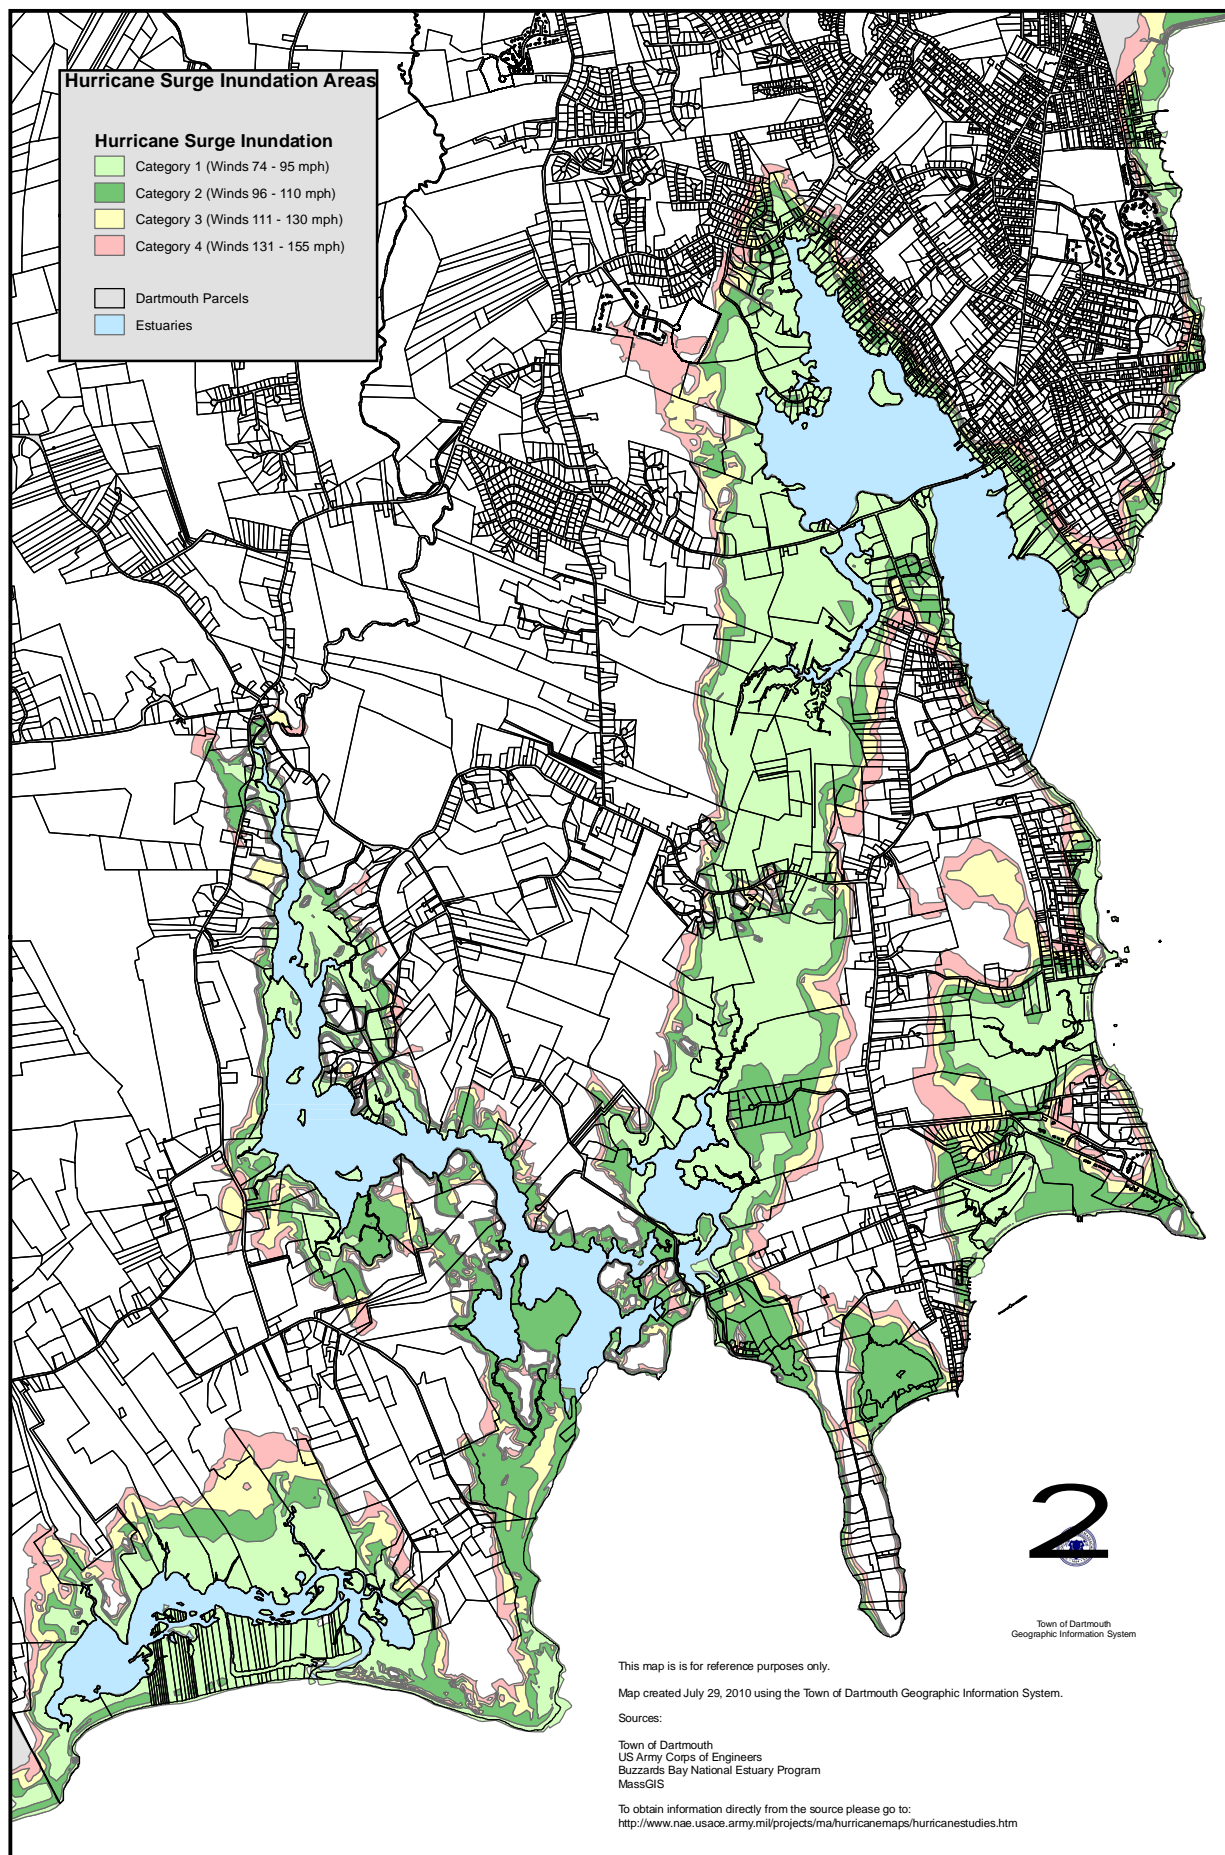 Hurricane Surge Inundation Areas
Hurricane Surge Inundation
Category 1 (Winds 74 - 95 mph)
Category 2 (Winds 96 - 110 mph)
Category 3 (Winds 111 - 130 mph)
Category 4 (Winds 131 - 155 mph)
Dartmouth Parcels
Estuaries
2
Town of Dartmouth
Geographic Information System
This map is is for reference purposes only.
Map created July 29, 2010 using the Town of Dartmouth Geographic Information System.
Sources:
Town of Dartmouth
US Army Corps of Engineers
Buzzards Bay National Estuary Program
MassGIS
To obtain information directly from the source please go to:
http://www.nae.usace.army.mil/projects/ma/hurricanemaps/hurricanestudies.htm